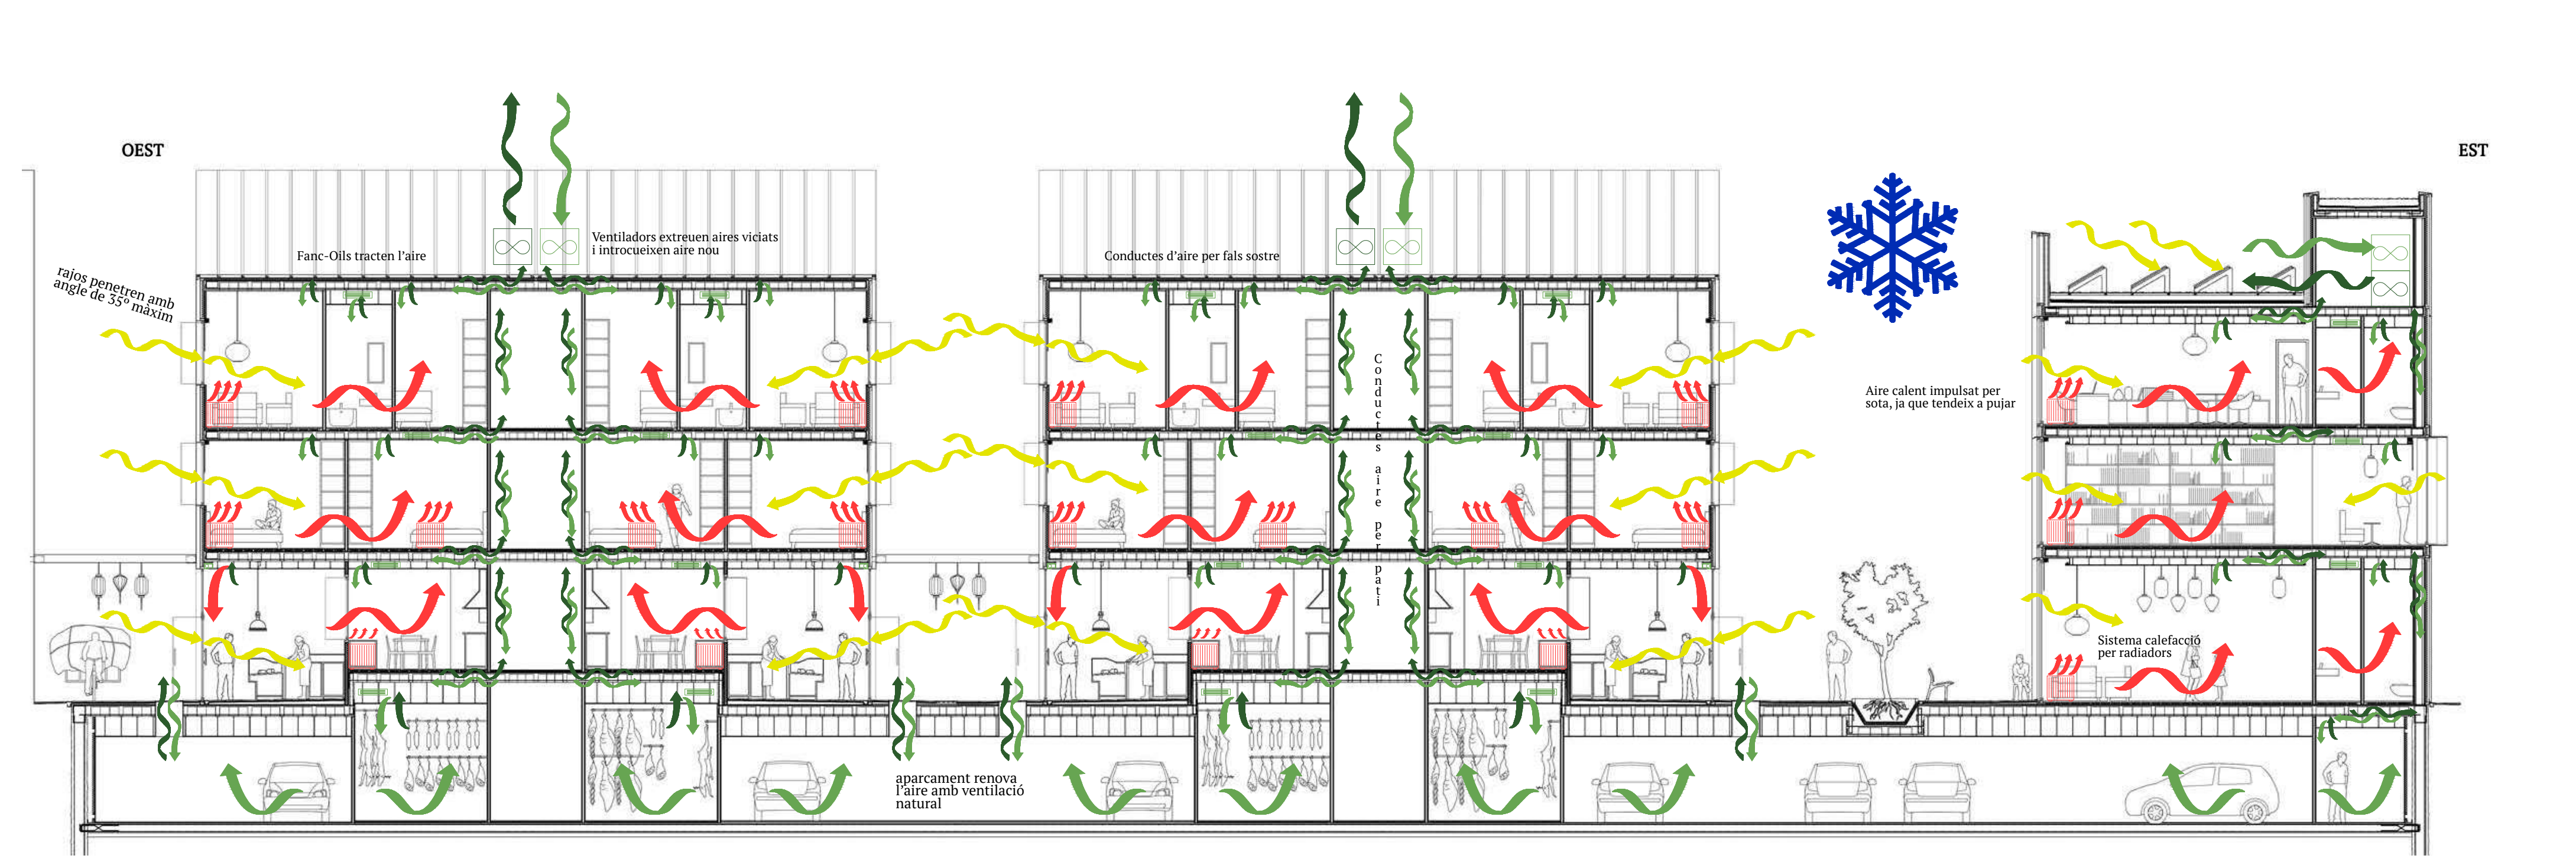 OEST
EST
Ventiladors extreuen aires viciats
i introcueixen aire nou
Fanc-Oils tracten l'aire
Conductes d'aire per fals sostre
rajos penetren amb
angle de 35º màxim
Conductes aire per pati
Aire calent impulsat per
sota, ja que tendeix a pujar
Sistema calefacció
per radiadors
aparcament renova
l'aire amb ventilació
natural